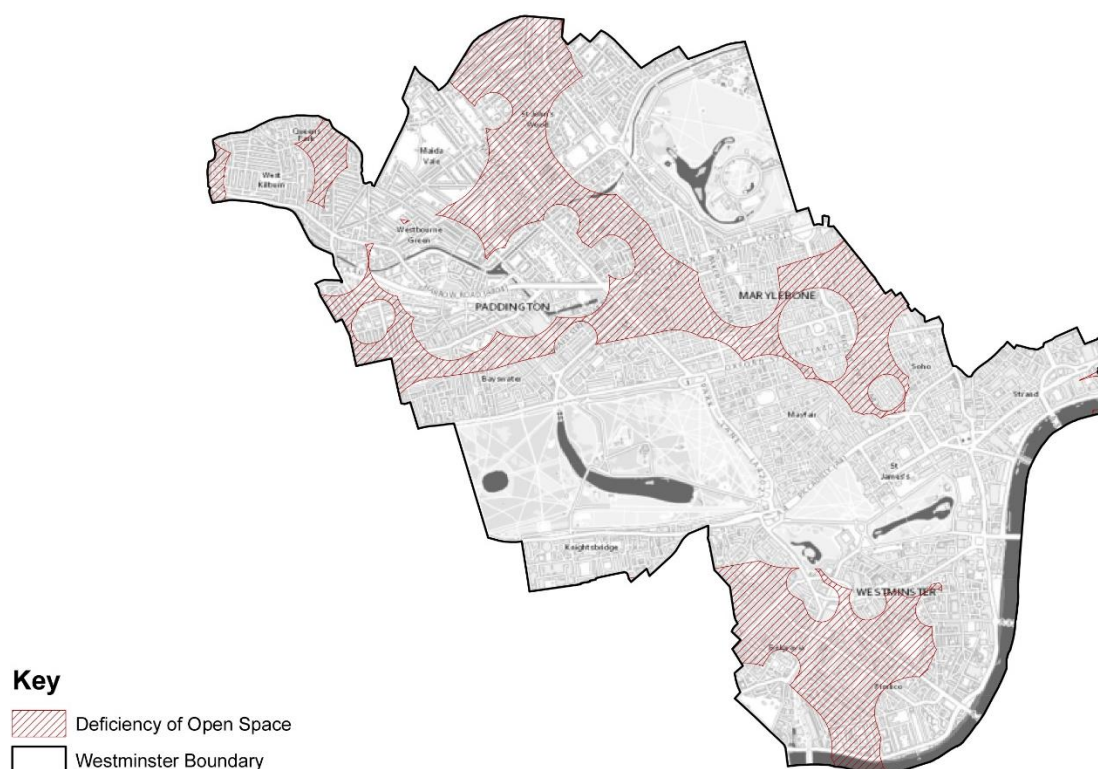 St John's
Wood
Queens
Park
Maida
Vale
West
Kilburn
Westbourne
Green
PADDINGTON
MARYLEBONE
Bayswater
Soho
Strand
Mayfair
St
James's
Knightsbridge
WESTMINSTER
Belgravia
Pimlico
Key
Deficiency of Open Space
Westminster Boundary